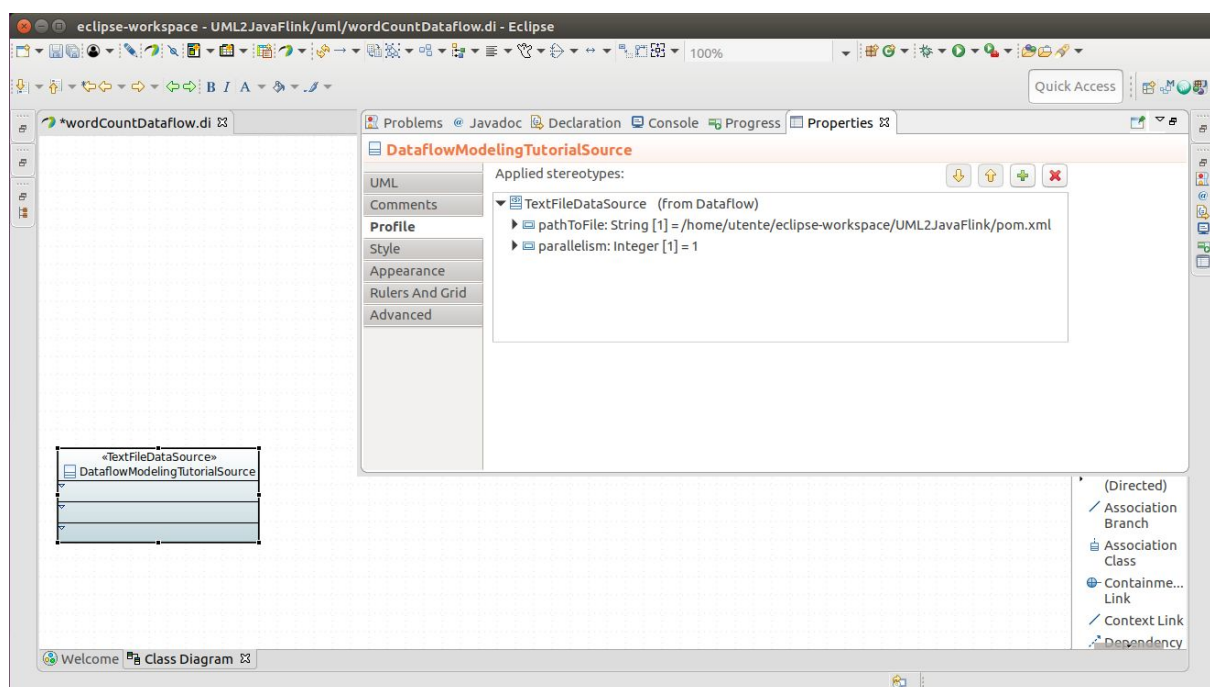 eclipse-workspace - UML2JavaFlink/uml/wordCountDataflow.di - Eclipse
100%
B I A
Quick Access
*wordCountDataflow.di
Problems @ Javadoc Declaration Console Progress Properties
DataflowModelingTutorialSource
UML
Comments
Profile
Style
Appearance
Rulers And Grid
Advanced
Applied stereotypes:
TextFileDataSource (from Dataflow)
pathToFile: String [1] = /home/utente/eclipse-workspace/UML2JavaFlink/pom.xml
parallelism: Integer [1] = 1
«TextFileDataSource»
DataflowModelingTutorialSource
(Directed)
Association
Branch
Association
Class
Containme...
Link
Context Link
Dependency
Welcome Class Diagram